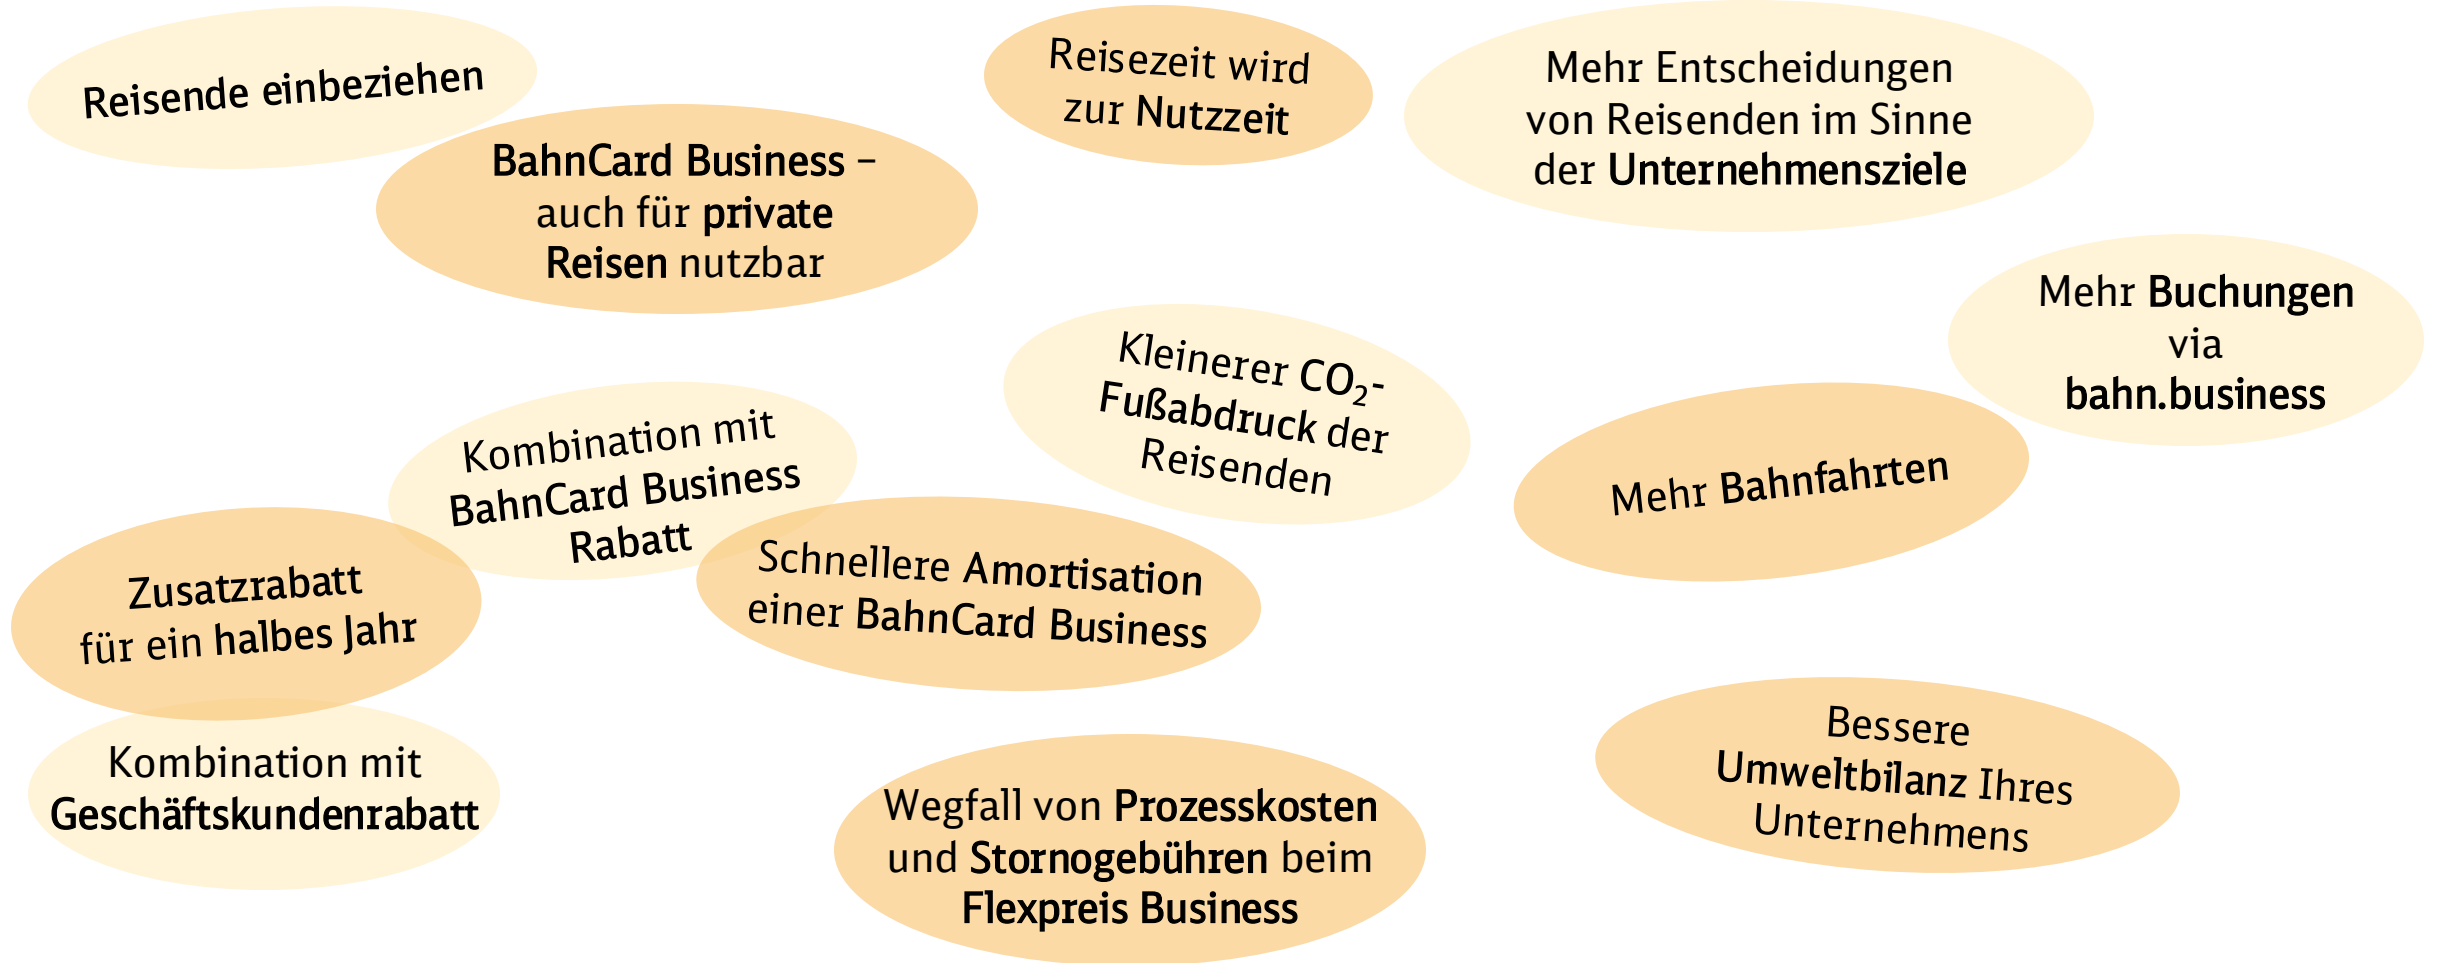 Reisende einbeziehen
BahnCard Business –
auch für private
Reisen nutzbar
Reisezeit wird
zur Nutzzeit
Mehr Entscheidungen
von Reisenden im Sinne
der Unternehmensziele
Mehr Buchungen
via
bahn.business
Kleinerer CO₂-
Fußabdruck der
Reisenden
Mehr Bahnfahrten
Kombination mit
BahnCard Business
Rabatt
Schnellere Amortisation
einer BahnCard Business
Zusatzrabatt
für ein halbes Jahr
Kombination mit
Geschäftskundenrabatt
Wegfall von Prozesskosten
und Stornogebühren beim
Flexpreis Business
Bessere
Umweltbilanz Ihres
Unternehmens